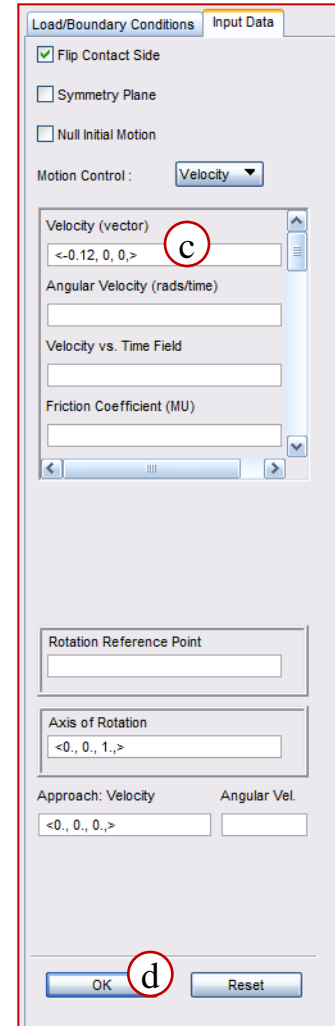 Load/Boundary Conditions Input Data
Flip Contact Side
Symmetry Plane
Null Initial Motion
Motion Control : Velocity
Velocity (vector)
<-0.12, 0, 0,> c
Angular Velocity (rads/time)
Velocity vs. Time Field
Friction Coefficient (MU)
Rotation Reference Point
Axis of Rotation
<0., 0., 1.,>
Approach: Velocity Angular Vel.
<0., 0., 0.,>
OK d Reset